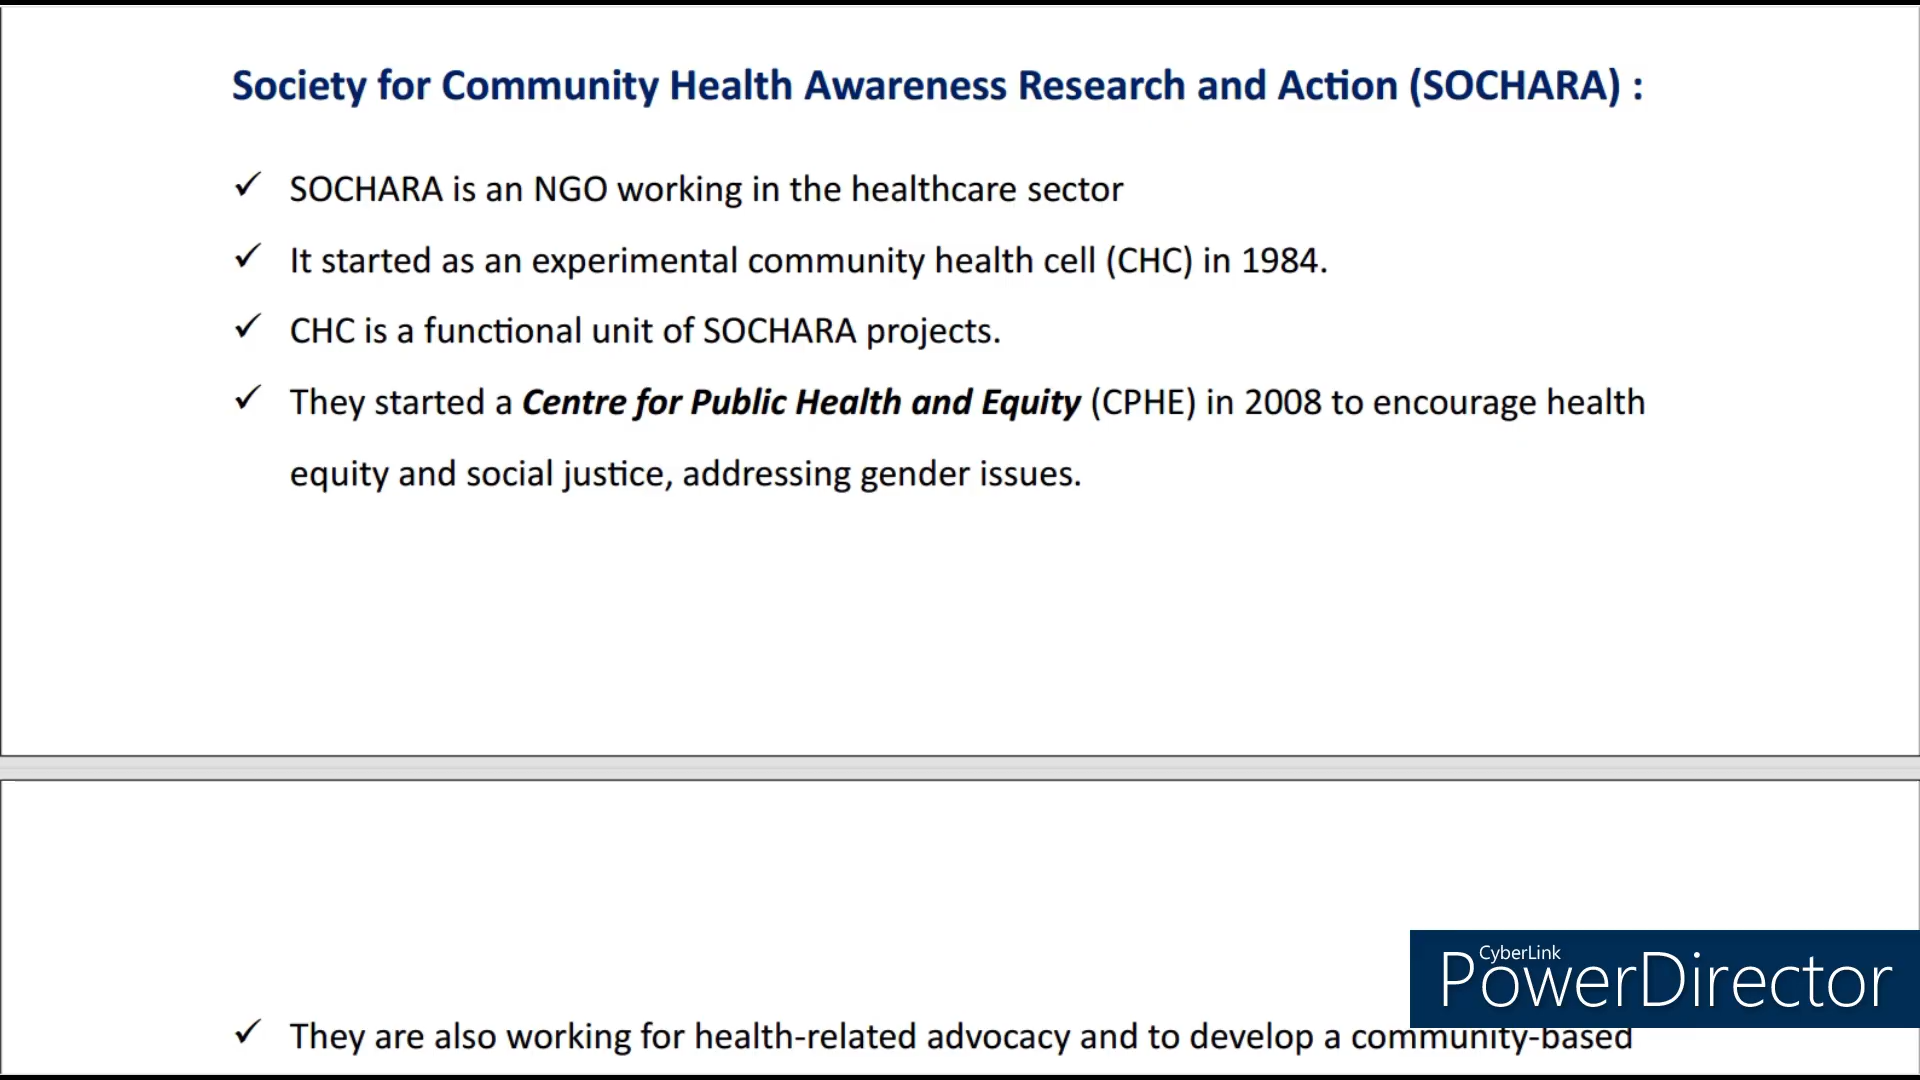 Society for Community Health Awareness Research and Action (SOCHARA) :
✓ SOCHARA is an NGO working in the healthcare sector
✓ It started as an experimental community health cell (CHC) in 1984.
✓ CHC is a functional unit of SOCHARA projects.
✓ They started a Centre for Public Health and Equity (CPHE) in 2008 to encourage health
equity and social justice, addressing gender issues.
CyberLink
PowerDirector
✓ They are also working for health-related advocacy and to develop a community-based